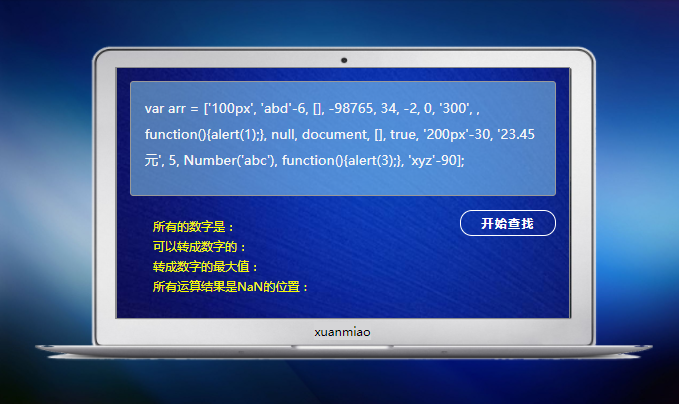 var arr = ['100px', 'abd'-6, [], -98765, 34, -2, 0, '300', ,
function(){alert(1);}, null, document, [], true, '200px'-30, '23.45
元', 5, Number('abc'), function(){alert(3);}, 'xyz'-90];
开始查找
所有的数字是：
可以转成数字的：
转成数字的最大值：
所有运算结果是NaN的位置：
xuanmiao